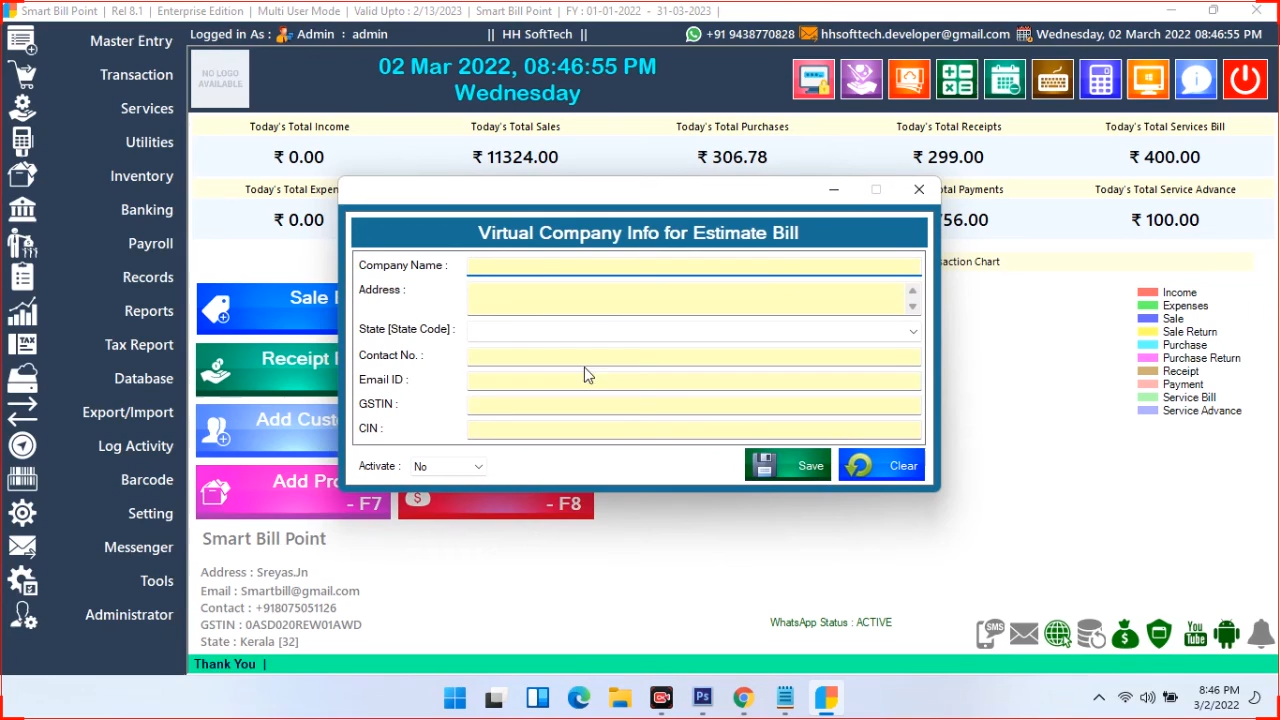 Smart Bill Point | Rel 8.1 | Enterprise Edition | Multi User Mode | Valid Upto : 2/13/2023 | Smart Bill Point | FY : 01-01-2022 - 31-03-2023 |
Logged in As : Admin : admin || HH SoftTech || +91 9438770828 hhsofttech.developer@gmail.com Wednesday, 02 March 2022, 08:46:55 PM
Master Entry
Transaction
Services
Utilities
Inventory
Banking
Payroll
Records
Reports
Tax Report
Database
Export/Import
Log Activity
Barcode
Setting
Messenger
Tools
Administrator
NO LOGO
AVAILABLE
02 Mar 2022, 08:46:55 PM
Wednesday
Today's Total Income Today's Total Sales Today's Total Purchases Today's Total Receipts Today's Total Services Bill
₹ 0.00 ₹ 11324.00 ₹ 306.78 ₹ 299.00 ₹ 400.00
Today's Total Expen tal Payments Today's Total Service Advance
₹ 0.00 56.00 ₹ 100.00
Virtual Company Info for Estimate Bill
Company Name :
Address :
State [State Code] :
Contact No. :
Email ID :
GSTIN :
CIN :
Activate : No Save Clear
saction Chart
Income
Expenses
Sale
Sale Return
Purchase
Purchase Return
Receipt
Payment
Service Bill
Service Advance
Sale
Receipt
Add Cust
Add Pro
- F7 - F8
Smart Bill Point
Address : Sreyas.Jn
Email : Smartbill@gmail.com
Contact : +918075051126
GSTIN : 0ASD020REW01AWD
State : Kerala [32]
WhatsApp Status : ACTIVE
SMS
You
Tube
Thank You |
Ps
8:46 PM
3/2/2022